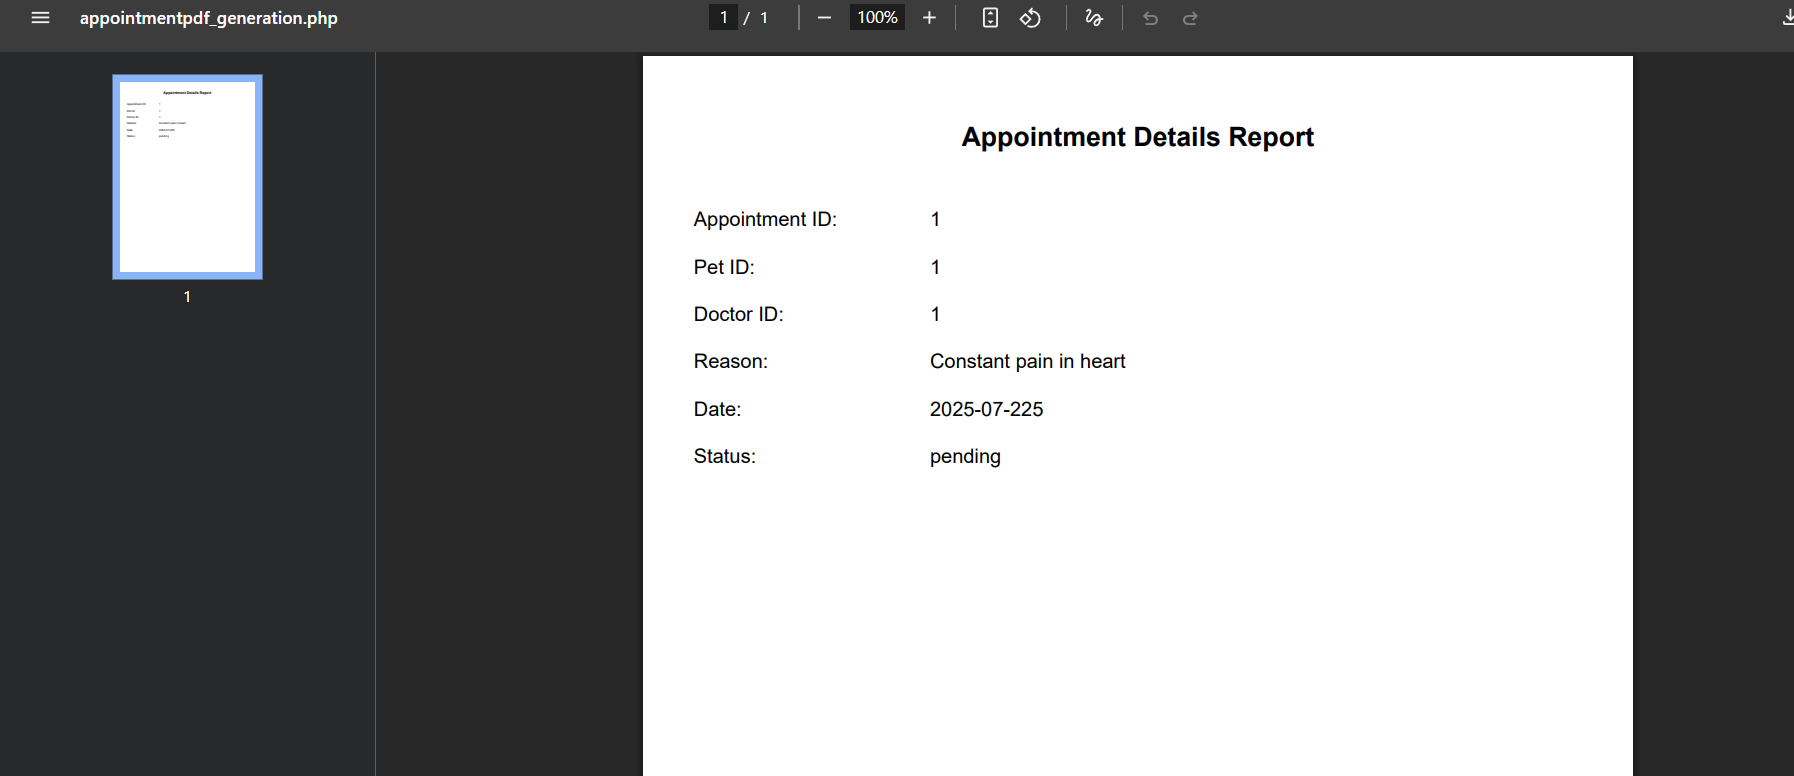 appointmentpdf_generation.php
1 / 1
100%
Appointment Details Report
Appointment ID: 1
Pet ID: 1
Doctor ID: 1
Reason: Constant pain in heart
Date: 2025-07-225
Status: pending
1